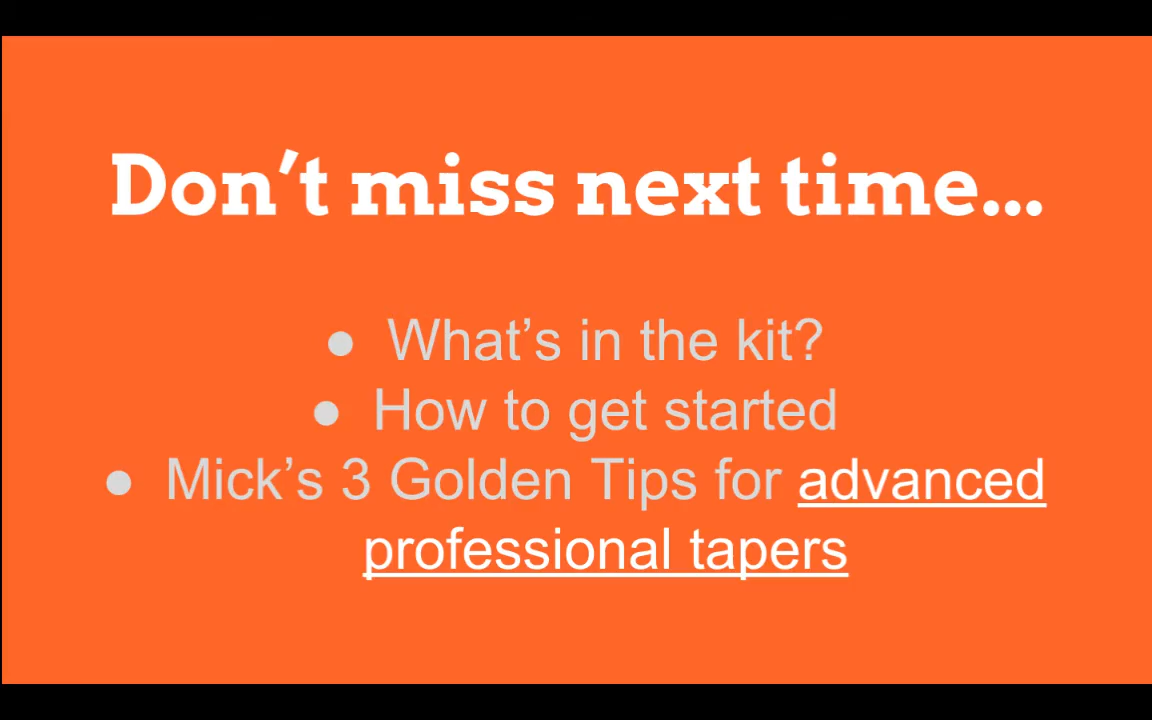 Don’t miss next time...
● What’s in the kit?
● How to get started
● Mick’s 3 Golden Tips for advanced
professional tapers